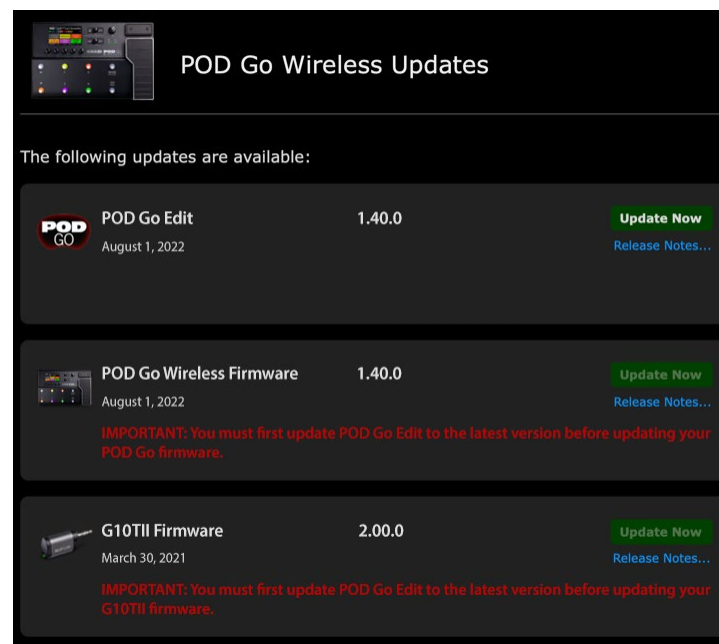 POD Go Wireless Updates
The following updates are available:
POD Go Edit 1.40.0 Update Now
POD
GO
August 1, 2022 Release Notes...
POD Go Wireless Firmware 1.40.0 Update Now
August 1, 2022 Release Notes...
IMPORTANT: You must first update POD Go Edit to the latest version before updating your
POD Go firmware.
G10TII Firmware 2.00.0 Update Now
March 30, 2021 Release Notes...
IMPORTANT: You must first update POD Go Edit to the latest version before updating your
G10TII firmware.